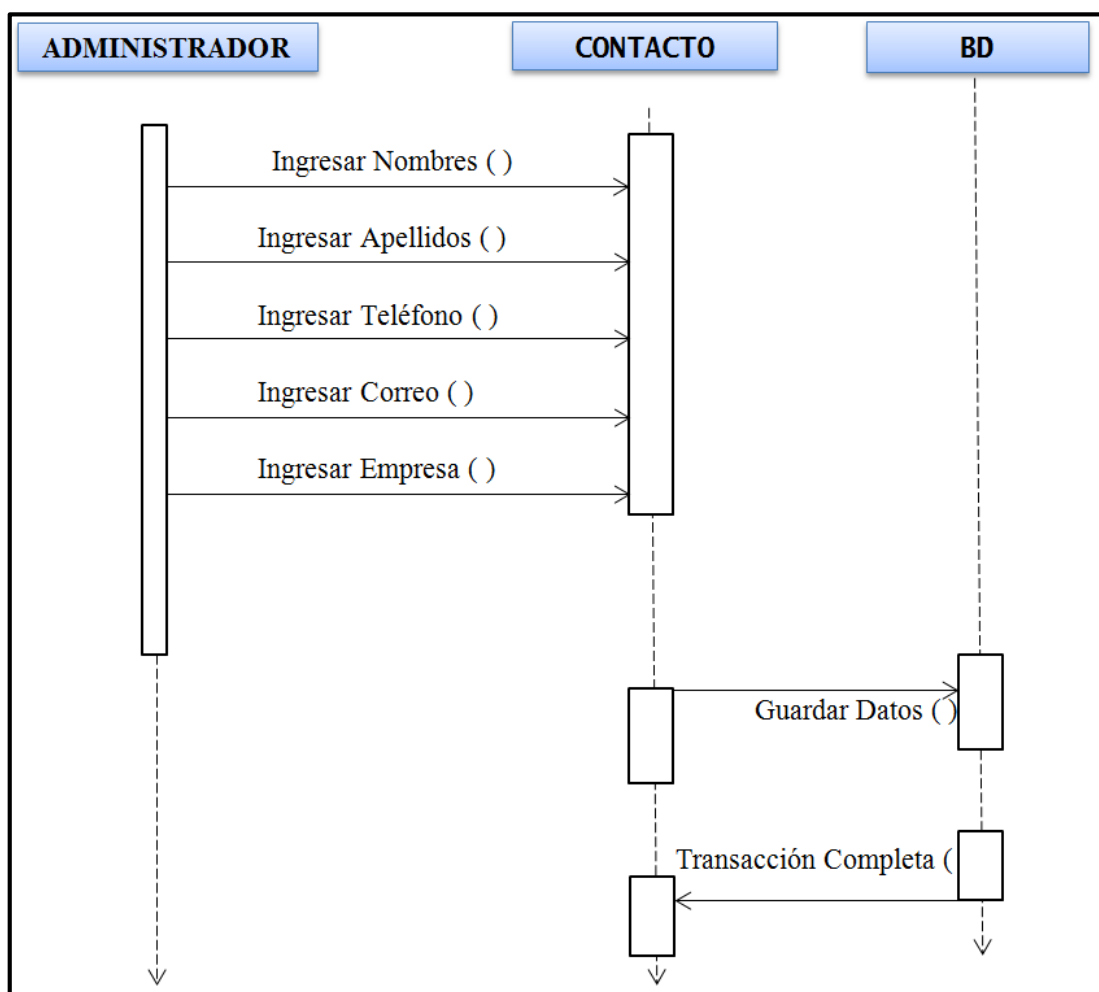 ADMINISTRADOR
CONTACTO
BD
Ingresar Nombres ( )
Ingresar Apellidos ( )
Ingresar Teléfono ( )
Ingresar Correo ( )
Ingresar Empresa ( )
Guardar Datos ( )
Transacción Completa (